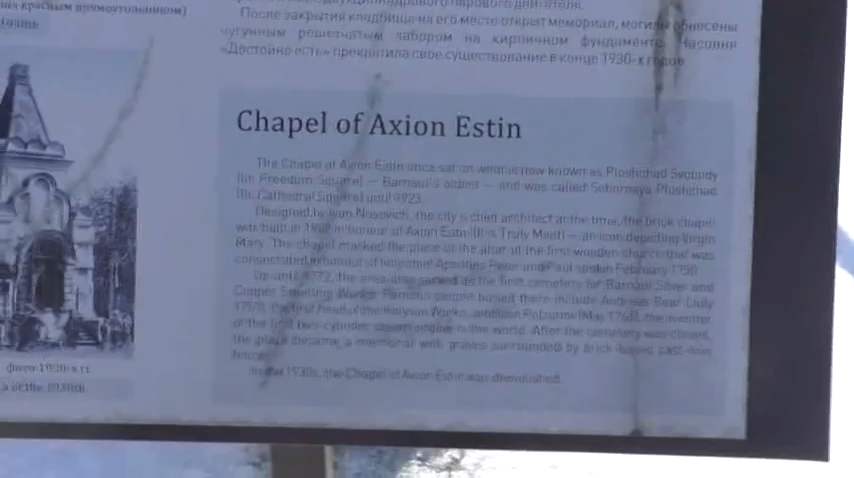 красным прямоугольником)
После закрытия кладбища на его месте открыт мемориал, могилы обнесены
чугунным решетчатым забором на кирпичном фундаменте. Часовня
«Достойно есть» прекратила свое существование в конце 1930-х годов
Chapel of Axion Estin
The Chapel of Axion Estin once sat on what is now known as Ploshchad Svobody
(lit. Freedom Square) — Barnaul's oldest — and was called Sobornaya Ploshchad
(lit. Cathedral Square) until 1923.
Designed by Ivan Nosovich, the city's chief architect at the time, the brick chapel
was built in honour of Axion Estin (It is Truly Meet) — an icon depicting Virgin
Mary. The chapel marked the place of the altar of the first wooden church that was
consecrated in honour of holy chief Apostles Peter and Paul back in February 1750.
Up until 1772, the area also served as the first cemetery for Barnaul Silver and
Copper Smelting Works. Famous people buried there include Andreas Beer (July
the first head of the Kolyvan Works, and Ivan Polzunov (May 1766), the inventor
of the first two-cylinder steam engine in the world. After the cemetery was closed,
the place became a memorial with graves surrounded by brick-based cast-iron
fence.
In the 1930s, the Chapel of Axion Estin was demolished.
фото 1930-х гг.
of the 1930th